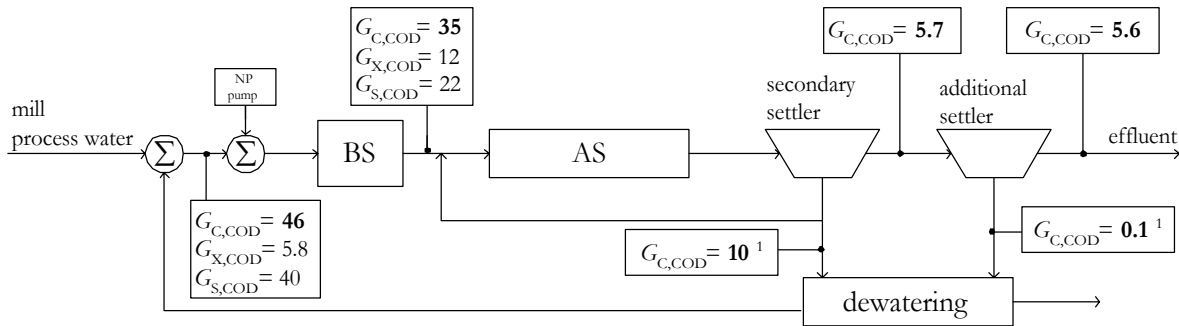 G_C,COD= 35
G_X,COD= 12
G_S,COD= 22
G_C,COD= 5.7
G_C,COD= 5.6
NP
pump
mill
process water
secondary
settler
additional
settler
Σ
Σ
BS
AS
effluent
G_C,COD= 46
G_X,COD= 5.8
G_S,COD= 40
G_C,COD= 10 ¹
G_C,COD= 0.1 ¹
dewatering